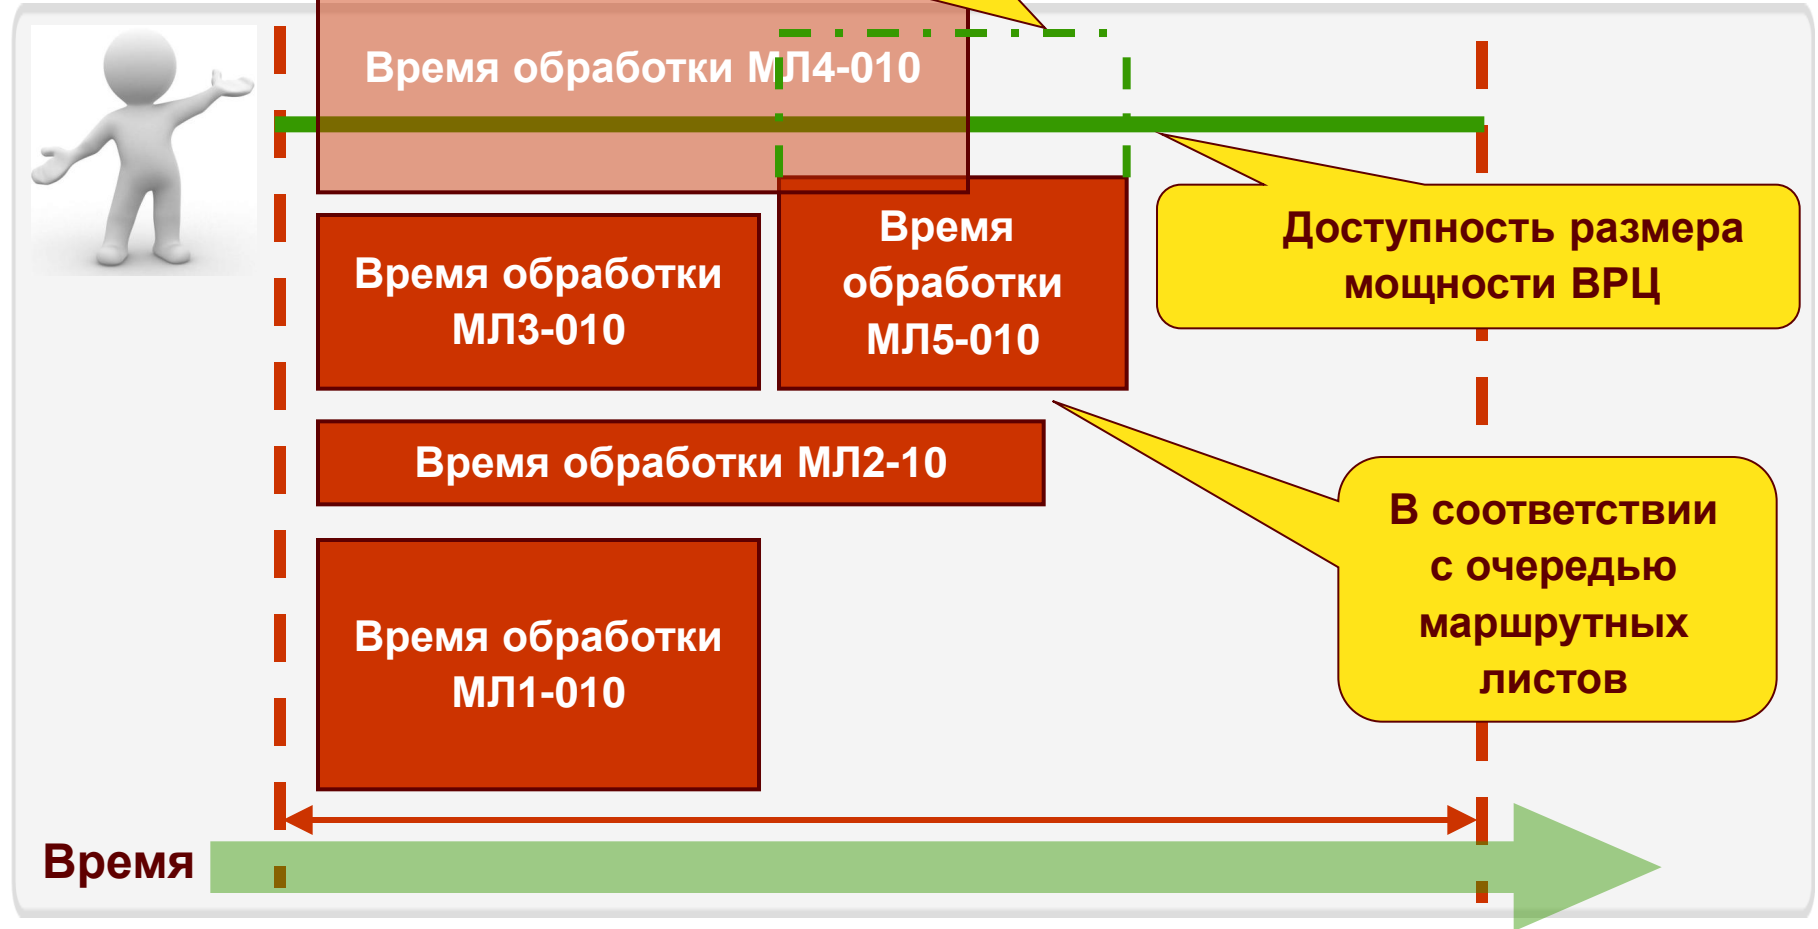 Время обработки МЛ4-010
Время
обработки
МЛ5-010
Доступность размера
мощности ВРЦ
Время обработки
МЛ3-010
Время обработки МЛ2-10
В соответствии
с очередью
маршрутных
листов
Время обработки
МЛ1-010
Время